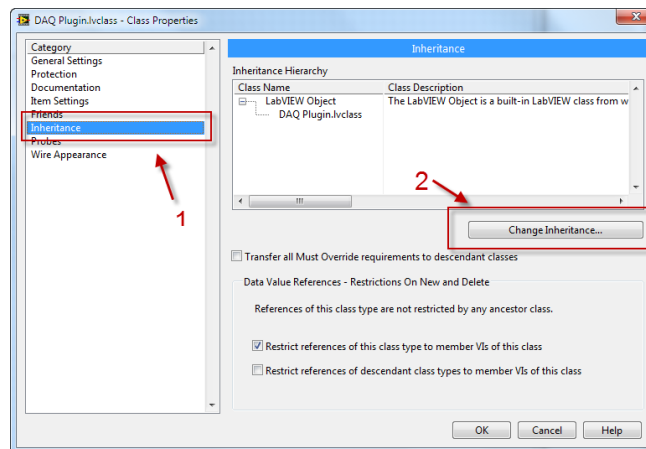 DAQ Plugin.lvclass - Class Properties
Category
General Settings
Protection
Documentation
Item Settings
Friends
Inheritance
Probes
Wire Appearance
1
Inheritance
Inheritance Hierarchy
Class Name Class Description
LabVIEW Object The LabVIEW Object is a built-in LabVIEW class from w
DAQ Plugin.lvclass
2
Change Inheritance...
Transfer all Must Override requirements to descendant classes
Data Value References - Restrictions On New and Delete
References of this class type are not restricted by any ancestor class.
Restrict references of this class type to member VIs of this class
Restrict references of descendant class types to member VIs of this class
OK Cancel Help